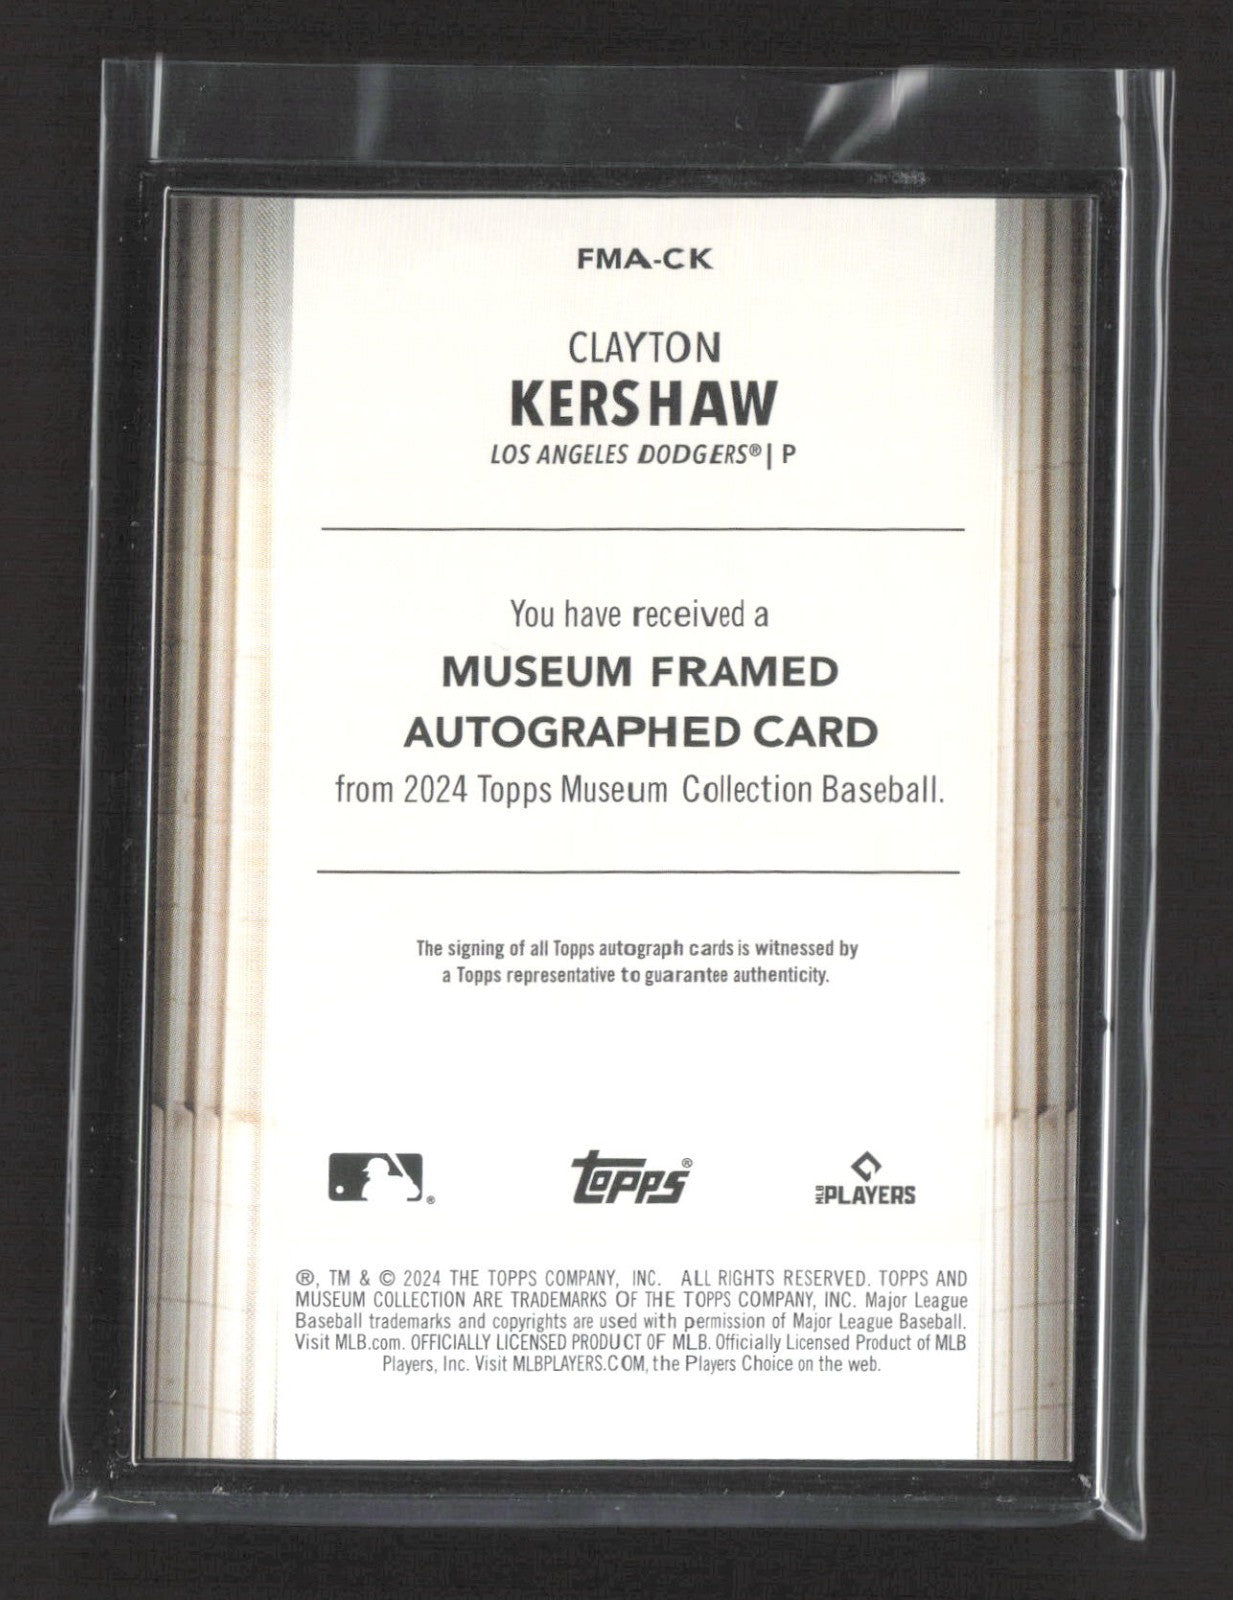 FMA-CK
CLAYTON
KERSHAW
LOS ANGELES DODGERS® | P
You have received a
MUSEUM FRAMED
AUTOGRAPHED CARD
from 2024 Topps Museum Collection Baseball.
The signing of all Topps autograph cards is witnessed by
a Topps representative to guarantee authenticity.
® topps® MLB PLAYERS
®, TM & © 2024 THE TOPPS COMPANY, INC. ALL RIGHTS RESERVED. TOPPS AND
MUSEUM COLLECTION ARE TRADEMARKS OF THE TOPPS COMPANY, INC. Major League
Baseball trademarks and copyrights are used with permission of Major League Baseball.
Visit MLB.com. OFFICIALLY LICENSED PRODUCT OF MLB. Officially Licensed Product of MLB
Players, Inc. Visit MLBPLAYERS.COM, the Players Choice on the web.